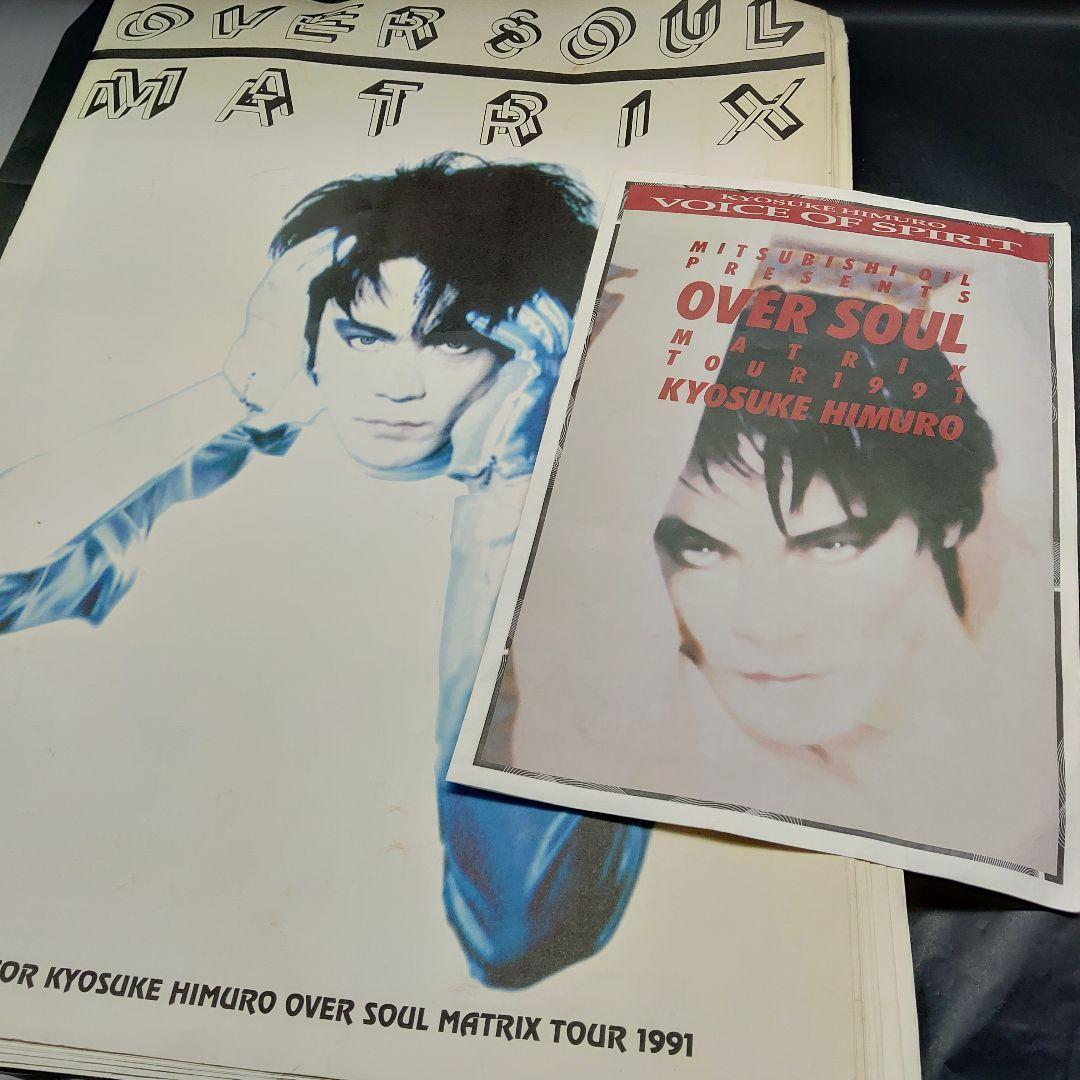 OVER SOUL
MATRIX
FOR KYOSUKE HIMURO OVER SOUL MATRIX TOUR 1991
KYOSUKE HIMURO
VOICE OF SPIRIT
MITSUBISHI OIL
PRESENTS
OVER SOUL
MATRIX
TOUR 1991
KYOSUKE HIMURO